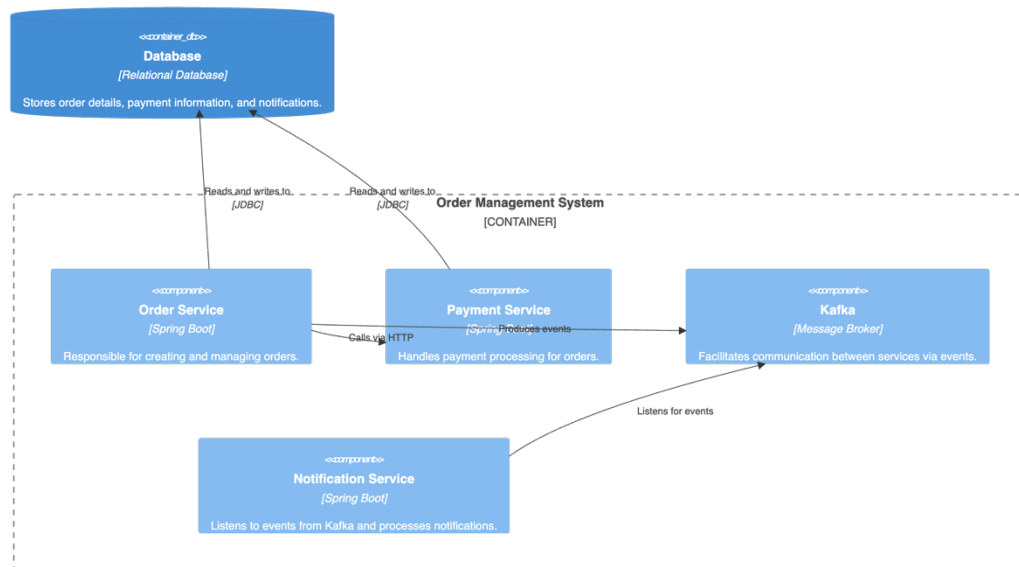 <<container_db>>
Database
[Relational Database]
Stores order details, payment information, and notifications.
Reads and writes to
[JDBC]
Reads and writes to
[JDBC]
Order Management System
[CONTAINER]
<<component>>
Order Service
[Spring Boot]
Responsible for creating and managing orders.
Calls via HTTP
<<component>>
Payment Service
[Spring Boot]
Handles payment processing for orders.
Produces events
<<component>>
Kafka
[Message Broker]
Facilitates communication between services via events.
Listens for events
<<component>>
Notification Service
[Spring Boot]
Listens to events from Kafka and processes notifications.